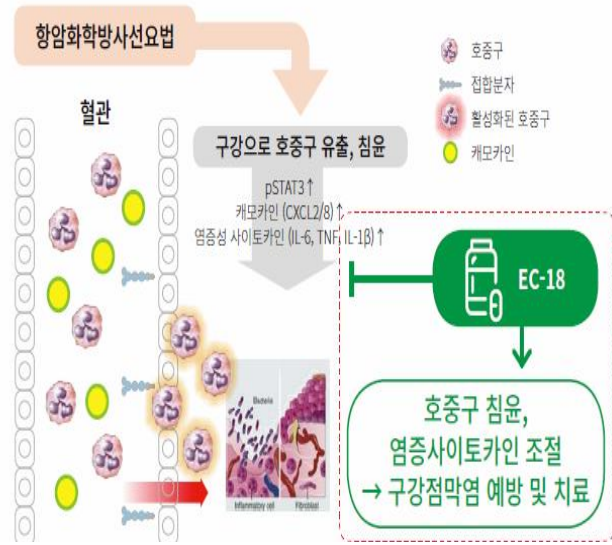 항암화학방사선요법
호중구
접합분자
활성화된 호중구
캐모카인
혈관
구강으로 호중구 유출, 침윤
pSTAT3↑
캐모카인 (CXCL2/8)↑
염증성 사이토카인 (IL-6, TNF, IL-1β)↑
EC-18
Bacteria
Inflammatory cell
Fibroblast
호중구 침윤,
염증사이토카인 조절
→ 구강점막염 예방 및 치료